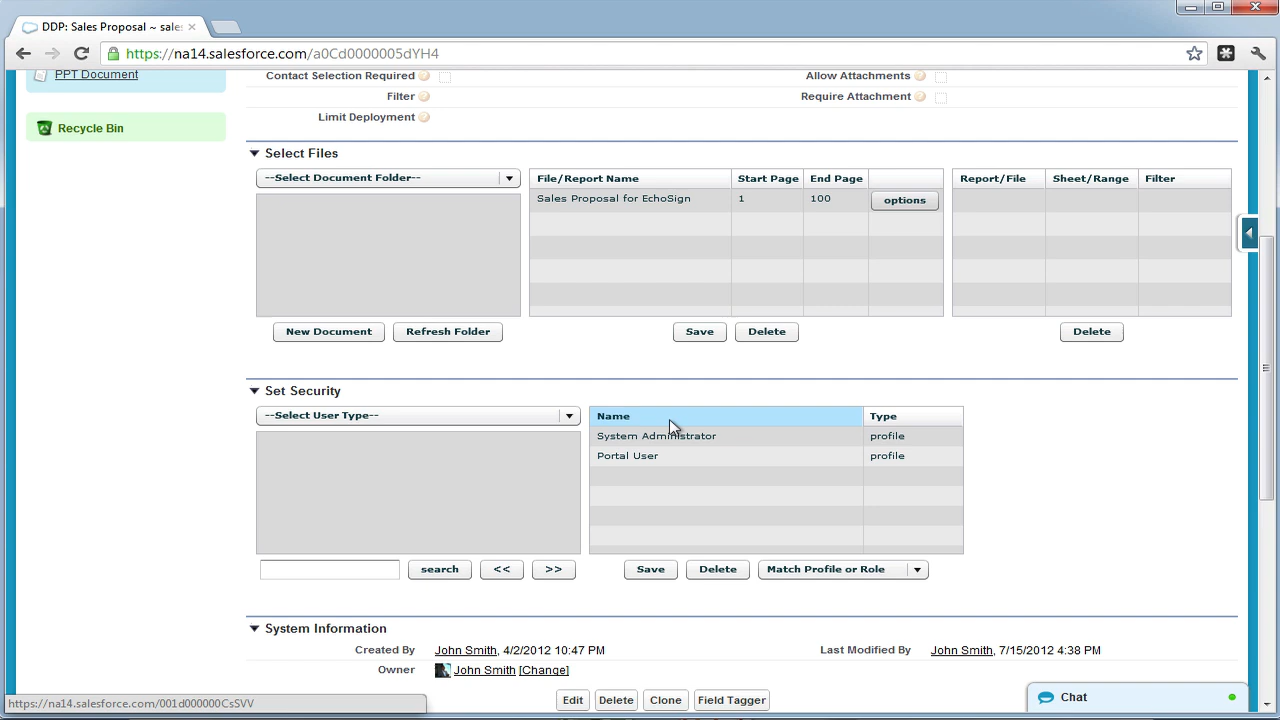 DDP: Sales Proposal ~ sales
https://na14.salesforce.com/a0Cd0000005dYH4
PPT Document
Contact Selection Required ?
Allow Attachments ?
Filter ?
Require Attachment ?
Limit Deployment ?
Recycle Bin
Select Files
--Select Document Folder--
File/Report Name Start Page End Page
Report/File Sheet/Range Filter
Sales Proposal for EchoSign 1 100 options
New Document Refresh Folder Save Delete Delete
Set Security
--Select User Type--
Name Type
System Administrator profile
Portal User profile
search << >> Save Delete Match Profile or Role
System Information
Created By John Smith, 4/2/2012 10:47 PM
Last Modified By John Smith, 7/15/2012 4:38 PM
Owner John Smith [Change]
Edit Delete Clone Field Tagger
Chat
https://na14.salesforce.com/001d000000CsSVV